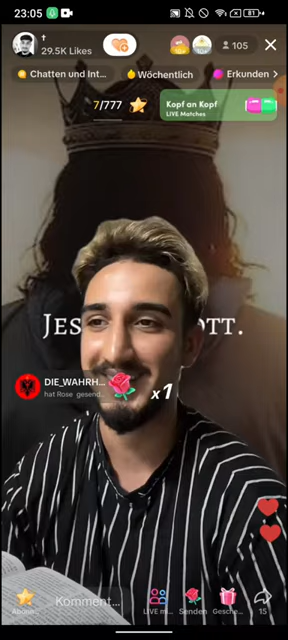 23:05
81
†
29.5K Likes
105
Chatten und Int...
Wöchentlich
Erkunden
7/777
Kopf an Kopf
LIVE Matches
JES OTT.
DIE_WAHRH...
hat Rose gesend...
x1
Komment...
Abonn...
LIVE m...
Senden
Gesche...
15